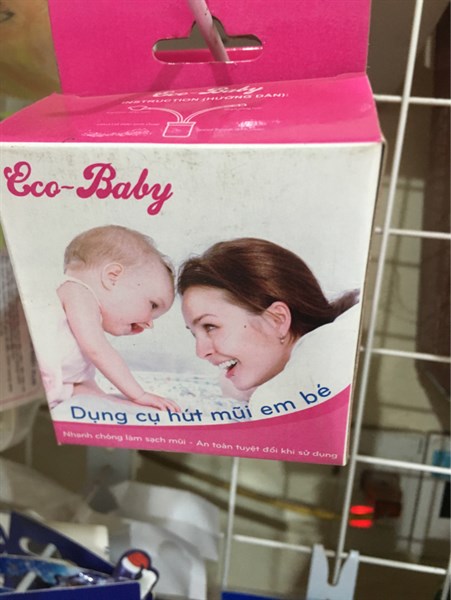 Eco-Baby
INSTRUCTION (HƯỚNG DẪN):
Eco-Baby
Dụng cụ hút mũi em bé
Nhanh chóng làm sạch mũi - An toàn tuyệt đối khi sử dụng